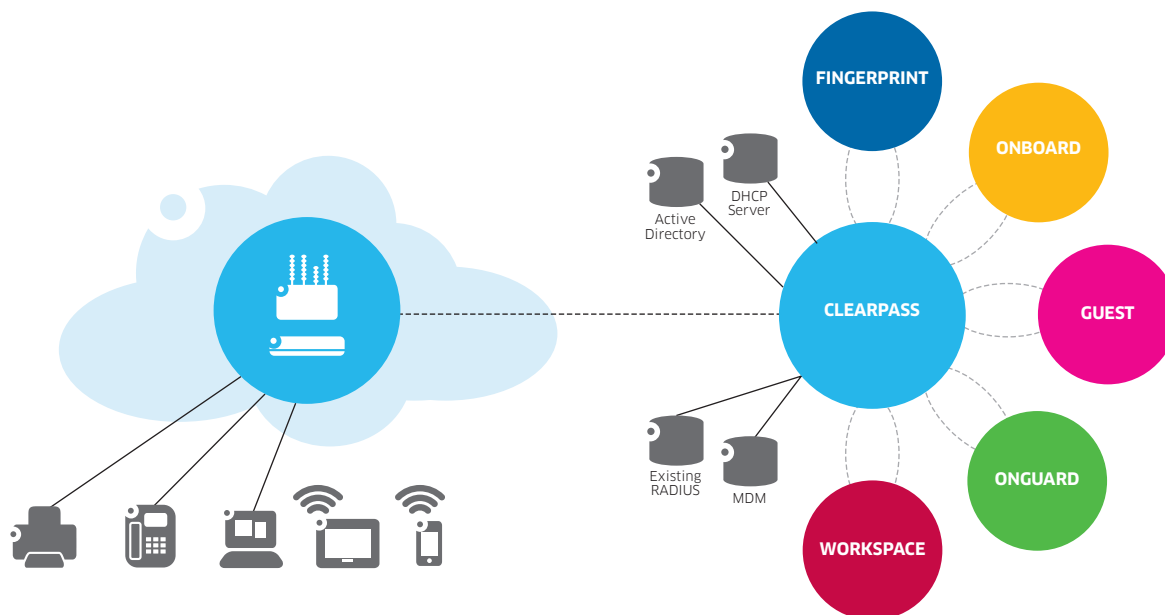 FINGERPRINT
ONBOARD
DHCP
Server
Active
Directory
CLEARPASS
GUEST
Existing
RADIUS
MDM
ONGUARD
WORKSPACE